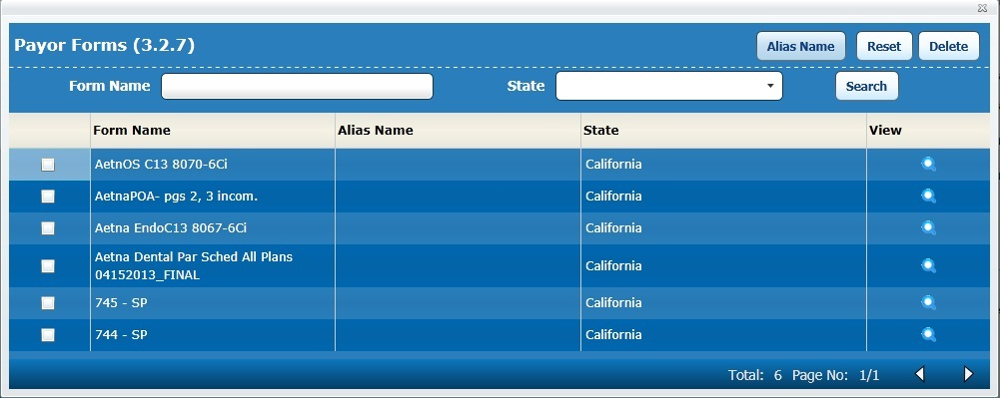 Payor Forms (3.2.7) Alias Name Reset Delete
Form Name State Search
Form Name Alias Name State View
AetnOS C13 8070-6Ci California
AetnaPOA- pgs 2, 3 incom. California
Aetna EndoC13 8067-6Ci California
Aetna Dental Par Sched All Plans
04152013_FINAL California
745 - SP California
744 - SP California
Total: 6 Page No: 1/1